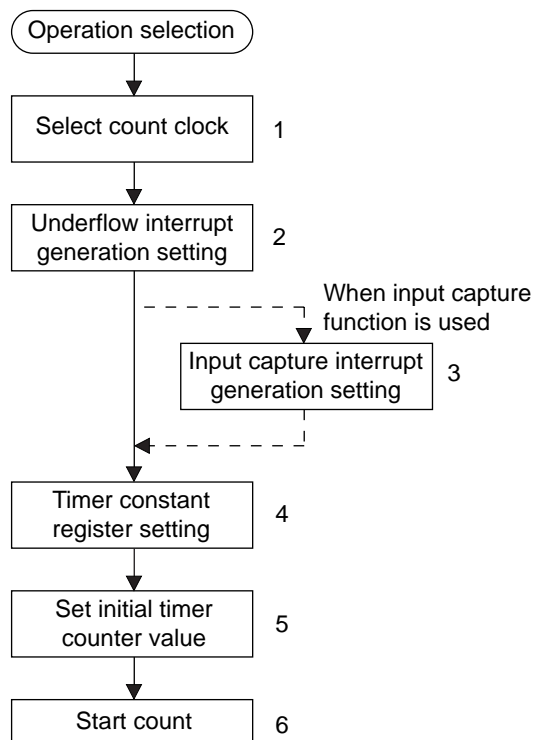 Operation selection
Select count clock
1
Underflow interrupt
generation setting
2
When input capture
function is used
Input capture interrupt
generation setting
3
Timer constant
register setting
4
Set initial timer
counter value
5
Start count
6